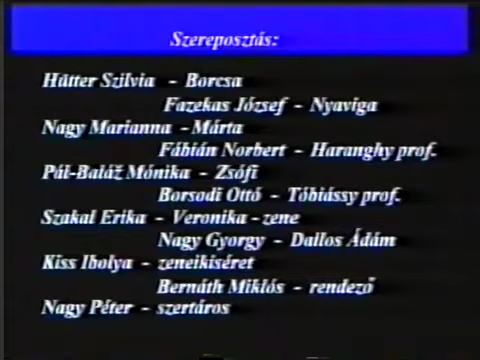 Szereposztás:
Hütter Szilvia - Borcsa
Fazekas József - Nyaviga
Nagy Marianna - Márta
Fábián Norbert - Haranghy prof.
Pál-Baláž Mónika - Zsófi
Borsodi Ottó - Tóbiássy prof.
Szakal Erika - Veronika - zene
Nagy Gyorgy - Dallos Ádám
Kiss Ibolya - zeneikiséret
Bernáth Miklós - rendező
Nagy Péter - szertáros